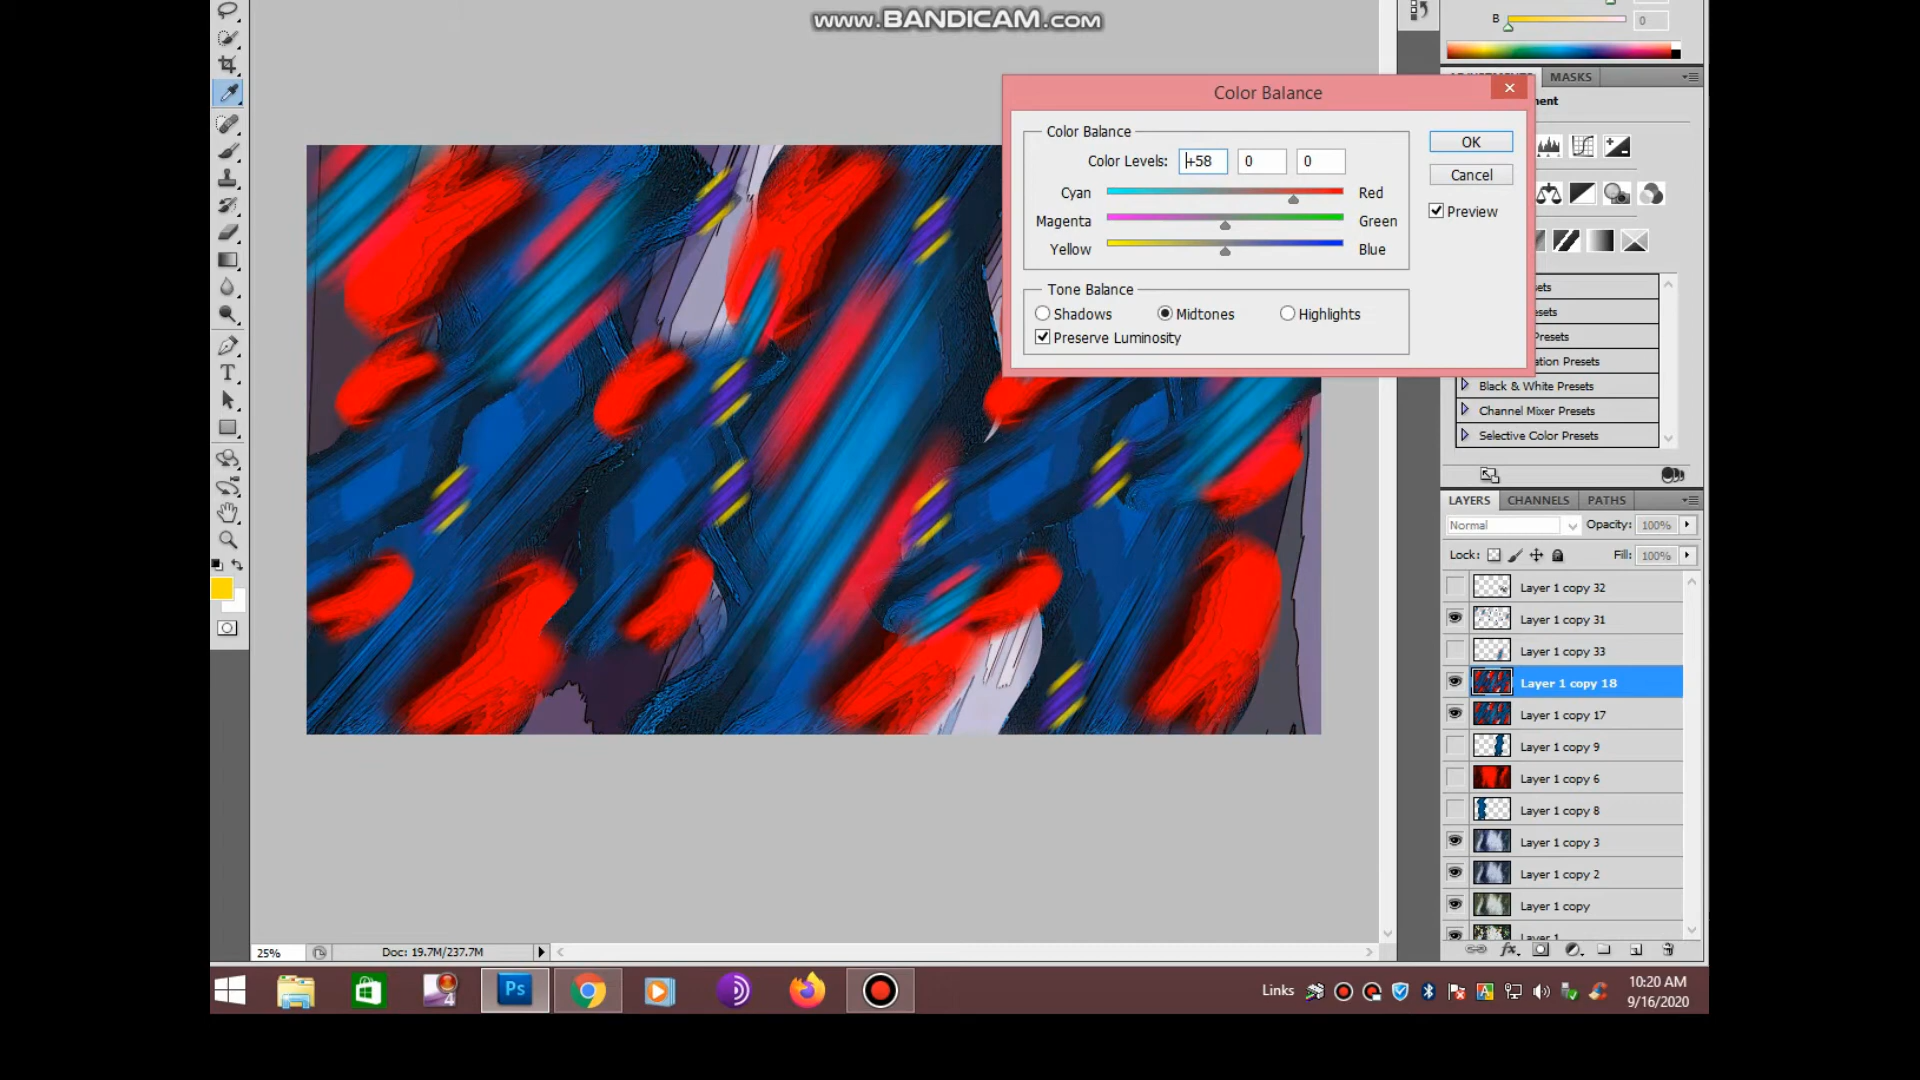 www.BANDICAM.com
B
0
MASKS
Color Balance
Color Balance
Color Levels: +58 0 0
Cyan Red
Magenta Green
Yellow Blue
Tone Balance
Shadows Midtones Highlights
Preserve Luminosity
OK
Cancel
Preview
Black & White Presets
Channel Mixer Presets
Selective Color Presets
LAYERS CHANNELS PATHS
Normal Opacity: 100%
Lock: Fill: 100%
Layer 1 copy 32
Layer 1 copy 31
Layer 1 copy 33
Layer 1 copy 18
Layer 1 copy 17
Layer 1 copy 9
Layer 1 copy 6
Layer 1 copy 8
Layer 1 copy 3
Layer 1 copy 2
Layer 1 copy
Layer 1
fx
25% Doc: 19.7M/237.7M
4
Ps
Links
10:20 AM
9/16/2020